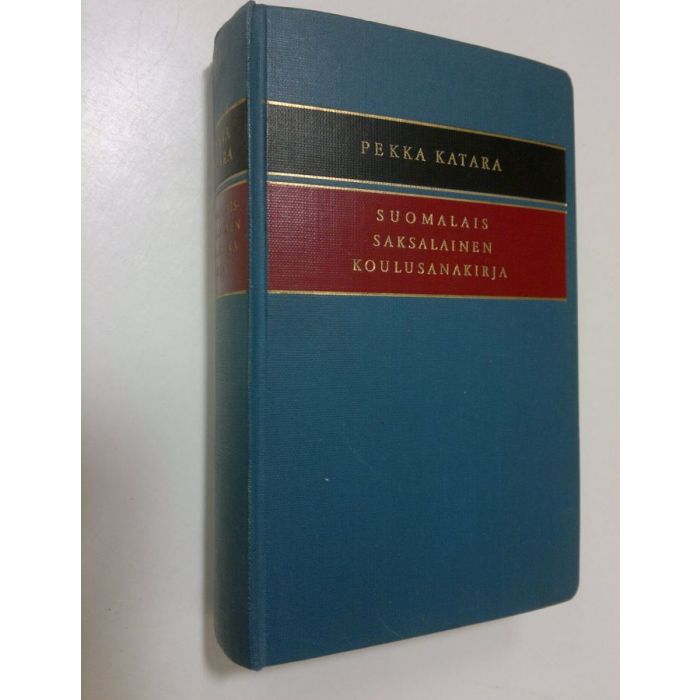 PEKKA KATARA
SUOMALAIS
SAKSALAINEN
KOULUSANAKIRJA